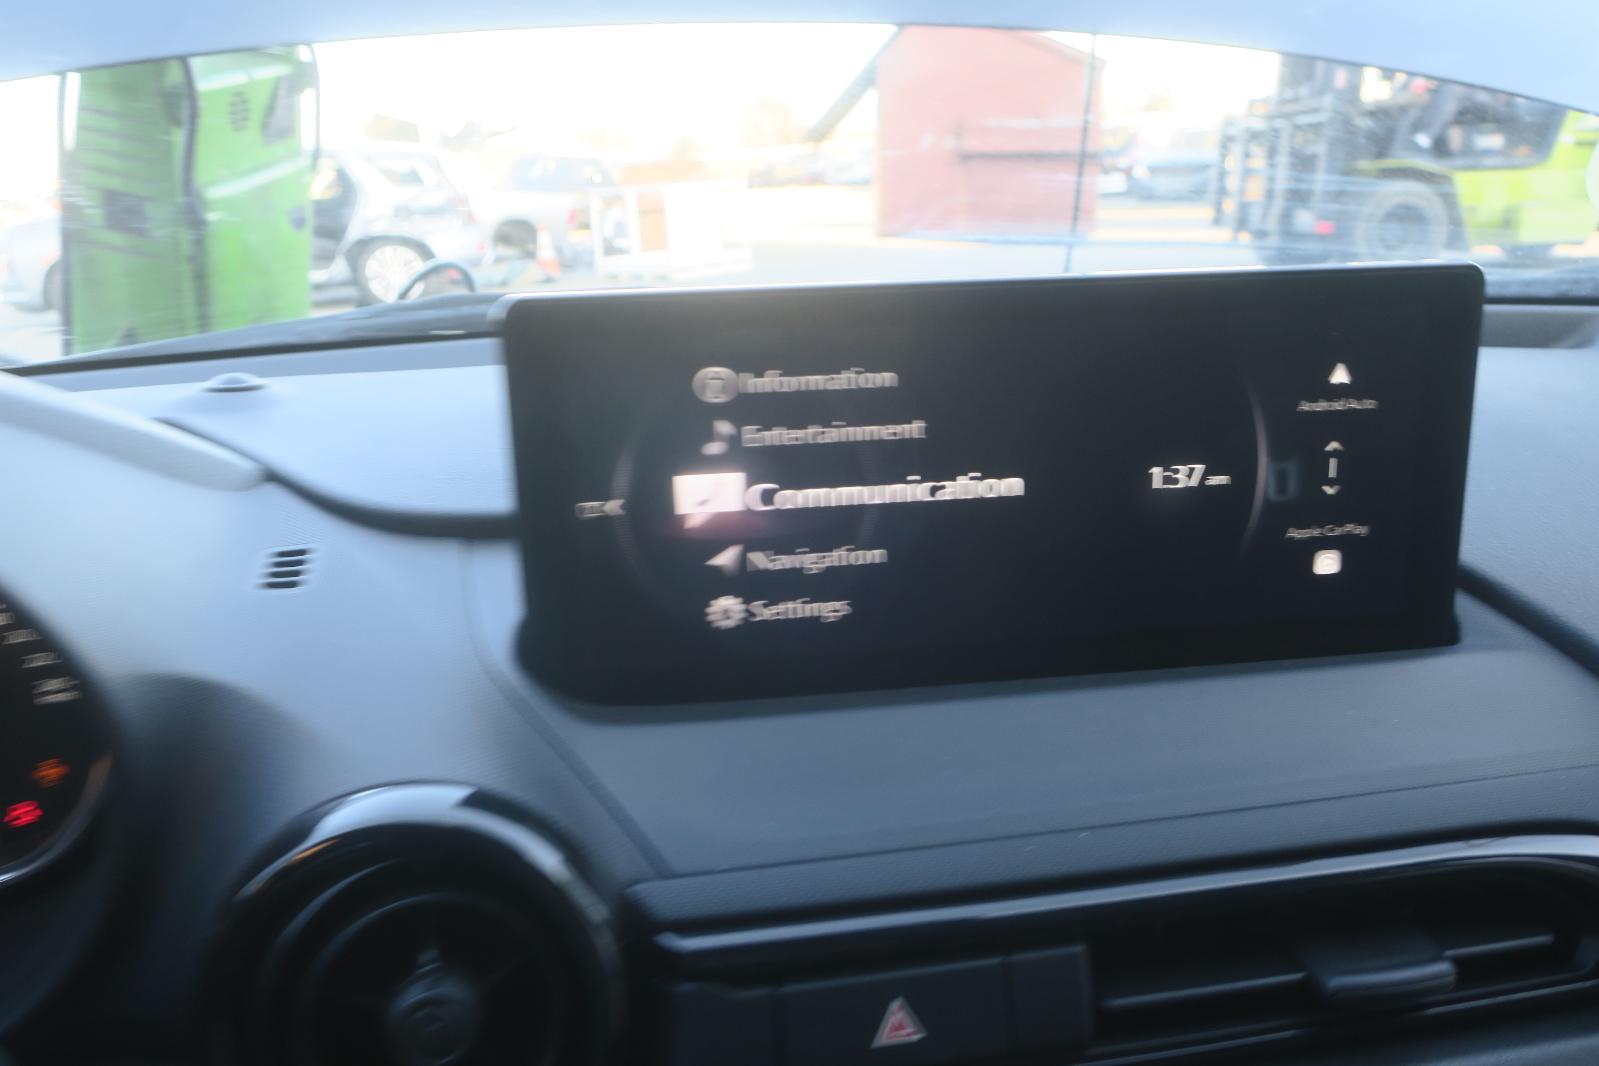 Information
Entertainment
Communication
1:37 am
Navigation
Settings
Android Auto
Apple CarPlay